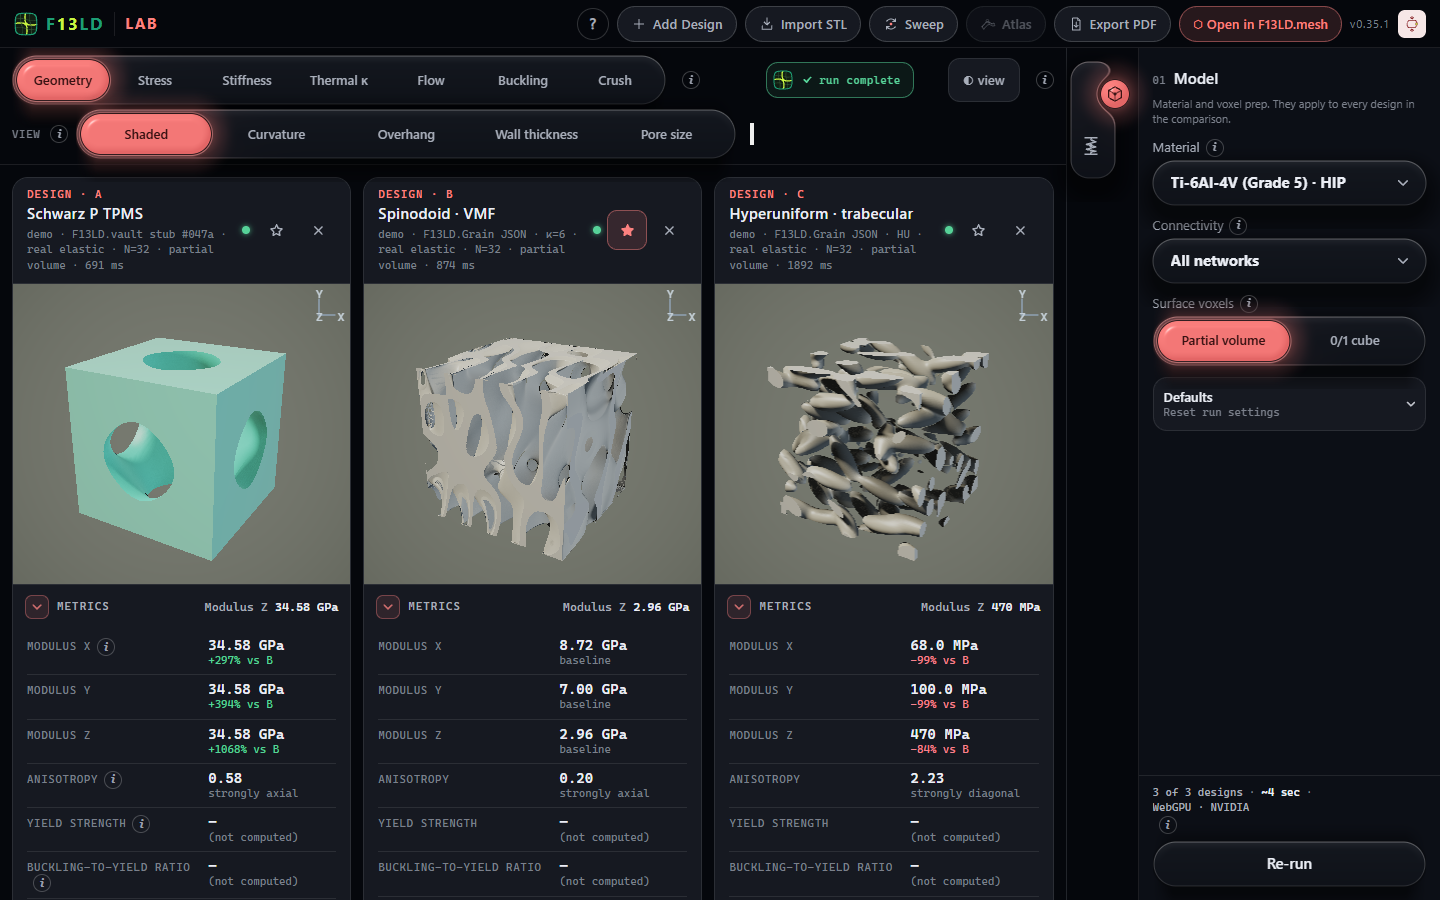 F13LD LAB
?
Add Design
Import STL
Sweep
Atlas
Export PDF
Open in F13LD.mesh
v0.35.1
Geometry
Stress
Stiffness
Thermal κ
Flow
Buckling
Crush
i
✓ run complete
view
i
VIEW i
Shaded
Curvature
Overhang
Wall thickness
Pore size
DESIGN · A
Schwarz P TPMS
demo · F13LD.vault stub #047a ·
real elastic · N=32 · partial
volume · 691 ms
Y
Z X
METRICS
Modulus Z 34.58 GPa
MODULUS X i
34.58 GPa
+297% vs B
MODULUS Y
34.58 GPa
+394% vs B
MODULUS Z
34.58 GPa
+1068% vs B
ANISOTROPY i
0.58
strongly axial
YIELD STRENGTH i
—
(not computed)
BUCKLING-TO-YIELD RATIO
i
—
(not computed)
DESIGN · B
Spinodoid · VMF
demo · F13LD.Grain JSON · κ=6 ·
real elastic · N=32 · partial
volume · 874 ms
Y
Z X
METRICS
Modulus Z 2.96 GPa
MODULUS X
8.72 GPa
baseline
MODULUS Y
7.00 GPa
baseline
MODULUS Z
2.96 GPa
baseline
ANISOTROPY
0.20
strongly axial
YIELD STRENGTH
—
(not computed)
BUCKLING-TO-YIELD RATIO
—
(not computed)
DESIGN · C
Hyperuniform · trabecular
demo · F13LD.Grain JSON · HU ·
real elastic · N=32 · partial
volume · 1892 ms
Y
Z X
METRICS
Modulus Z 470 MPa
MODULUS X
68.0 MPa
−99% vs B
MODULUS Y
100.0 MPa
−99% vs B
MODULUS Z
470 MPa
−84% vs B
ANISOTROPY
2.23
strongly diagonal
YIELD STRENGTH
—
(not computed)
BUCKLING-TO-YIELD RATIO
—
(not computed)
01 Model
Material and voxel prep. They apply to every design in
the comparison.
Material i
Ti-6Al-4V (Grade 5) · HIP
Connectivity i
All networks
Surface voxels i
Partial volume
0/1 cube
Defaults
Reset run settings
3 of 3 designs · ~4 sec ·
WebGPU · NVIDIA
i
Re-run